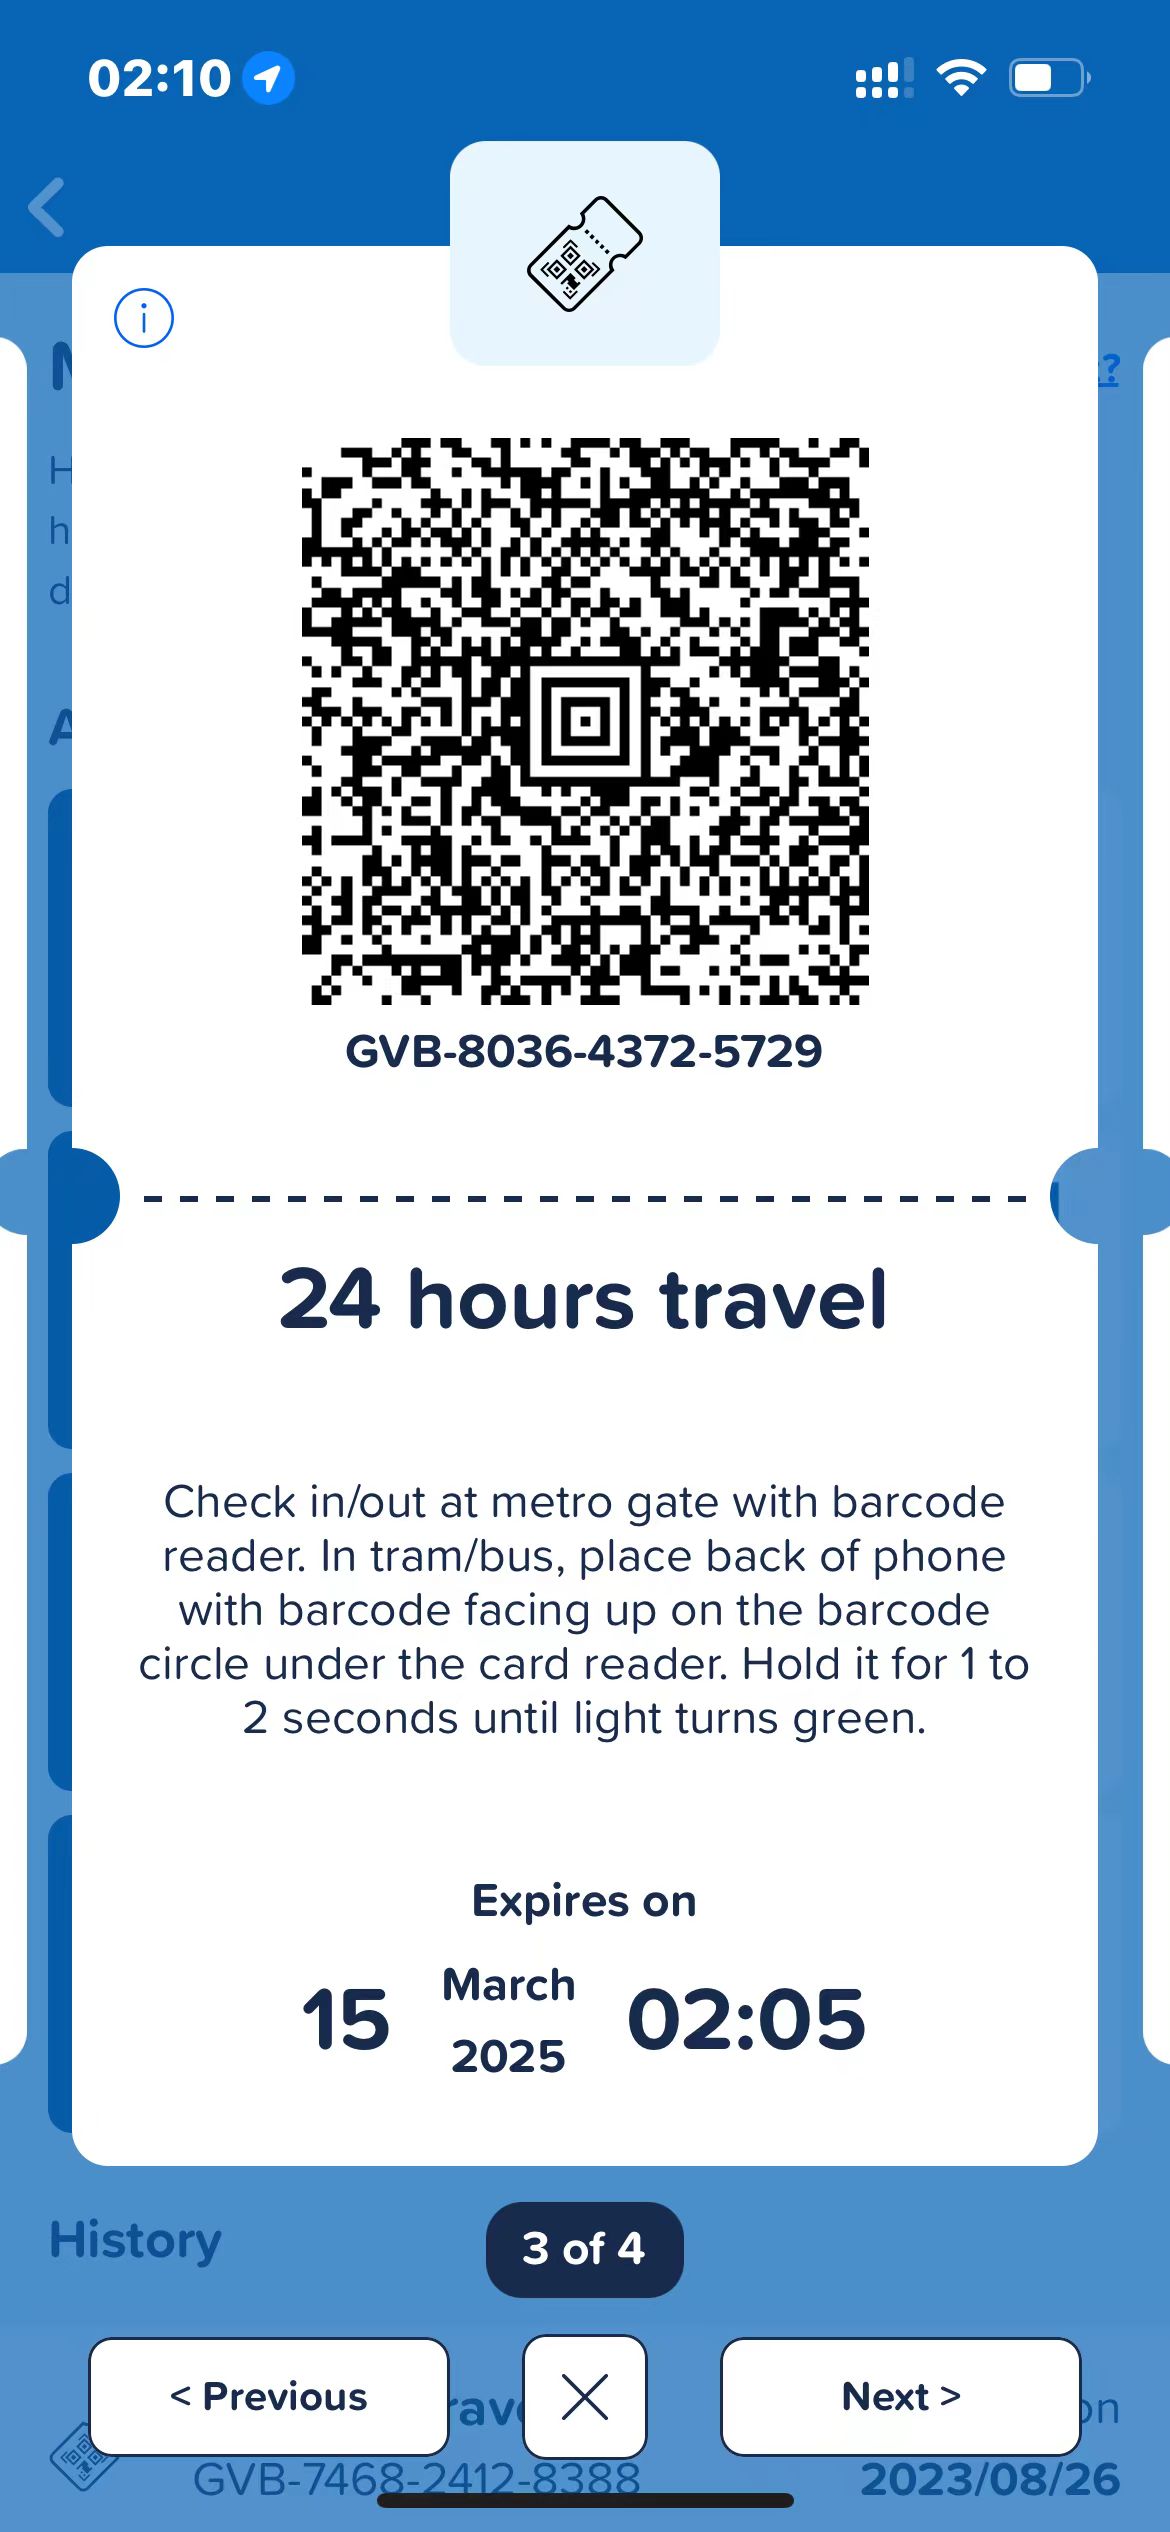 02:10
?
GVB-8036-4372-5729
24 hours travel
Check in/out at metro gate with barcode
reader. In tram/bus, place back of phone
with barcode facing up on the barcode
circle under the card reader. Hold it for 1 to
2 seconds until light turns green.
Expires on
15 March 2025 02:05
History
3 of 4
< Previous
Next >
GVB-7468-2412-8388
2023/08/26